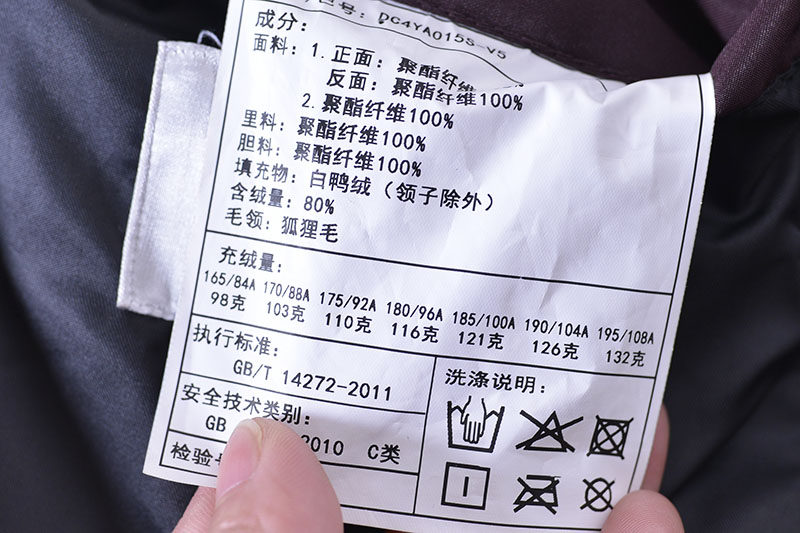 号: DC4YA015S-V5
成分:
面料: 1.正面: 聚酯纤
反面: 聚酯纤维100%
2.聚酯纤维100%
里料: 聚酯纤维100%
胆料: 聚酯纤维100%
填充物: 白鸭绒（领子除外）
含绒量: 80%
毛领: 狐狸毛
充绒量:
165/84A 170/88A 175/92A 180/96A 185/100A 190/104A 195/108A
98克 103克 110克 116克 121克 126克 132克
执行标准:
GB/T 14272-2011
安全技术类别:
GB 2010 C类
检验
洗涤说明: